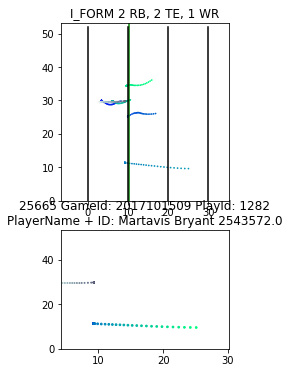 I_FORM 2 RB, 2 TE, 1 WR
50
40
30
20
10
0
0 10 20 30
25665 GameId: 2017101509 PlayId: 1282
PlayerName + ID: Martavis Bryant 2543572.0
40
20
0
10 20 30